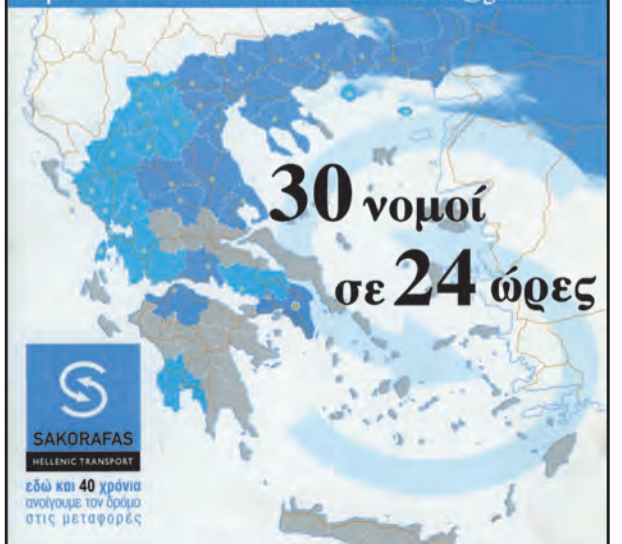 30 νομοί
σε 24 ώρες
SAKORAFAS
HELLENIC TRANSPORT
εδώ και 40 χρόνια
ανοίγουμε τον δρόμο
στις μεταφορές